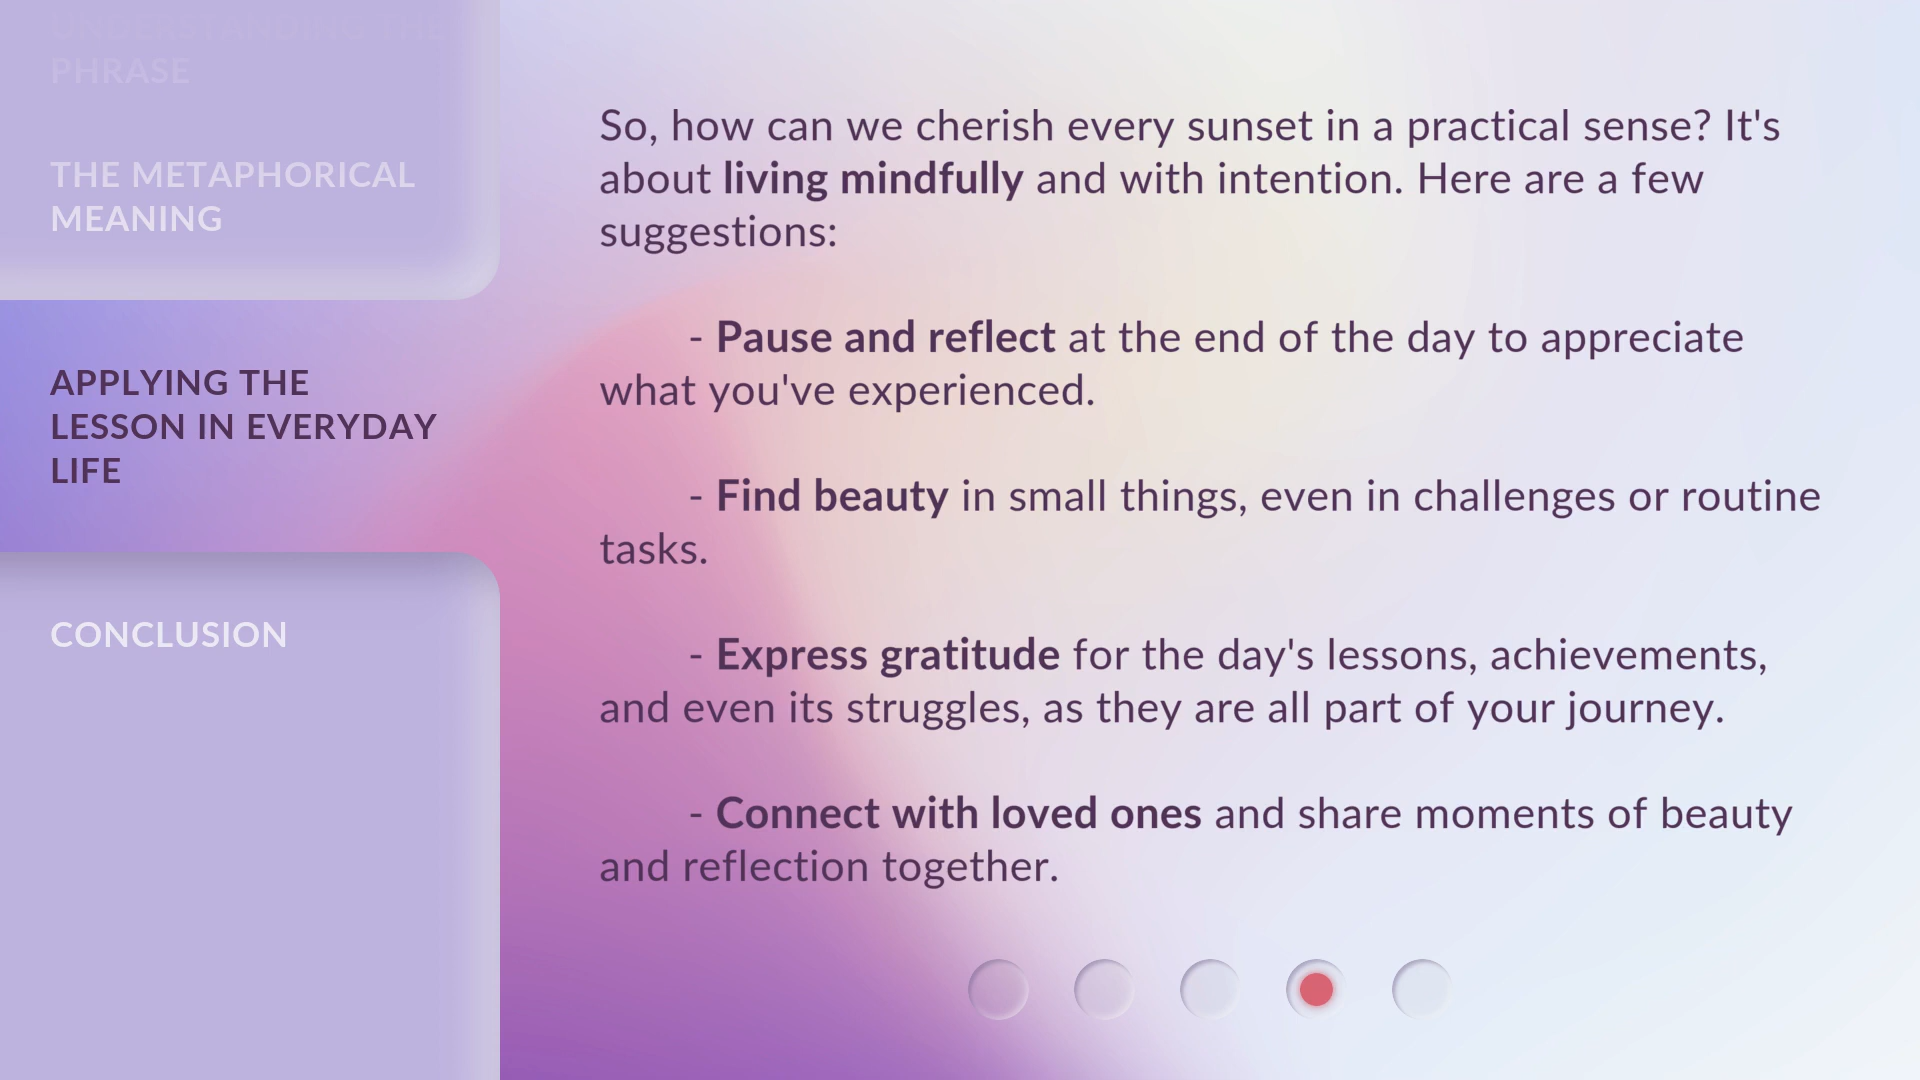 UNDERSTANDING THE
PHRASE
THE METAPHORICAL
MEANING
APPLYING THE
LESSON IN EVERYDAY
LIFE
CONCLUSION
So, how can we cherish every sunset in a practical sense? It's
about living mindfully and with intention. Here are a few
suggestions:
- Pause and reflect at the end of the day to appreciate
what you've experienced.
- Find beauty in small things, even in challenges or routine
tasks.
- Express gratitude for the day's lessons, achievements,
and even its struggles, as they are all part of your journey.
- Connect with loved ones and share moments of beauty
and reflection together.